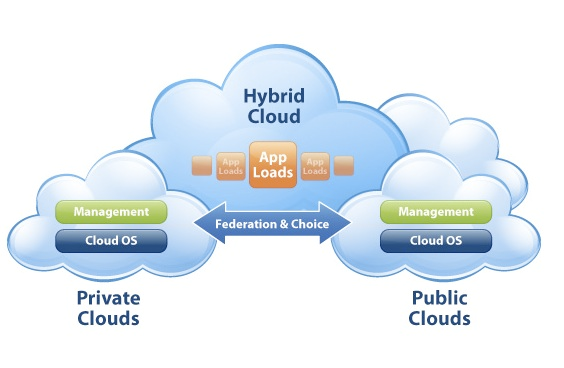 Hybrid
Cloud
App
Loads
App
Loads
App
Loads
Management
Cloud OS
Federation & Choice
Management
Cloud OS
Private
Clouds
Public
Clouds